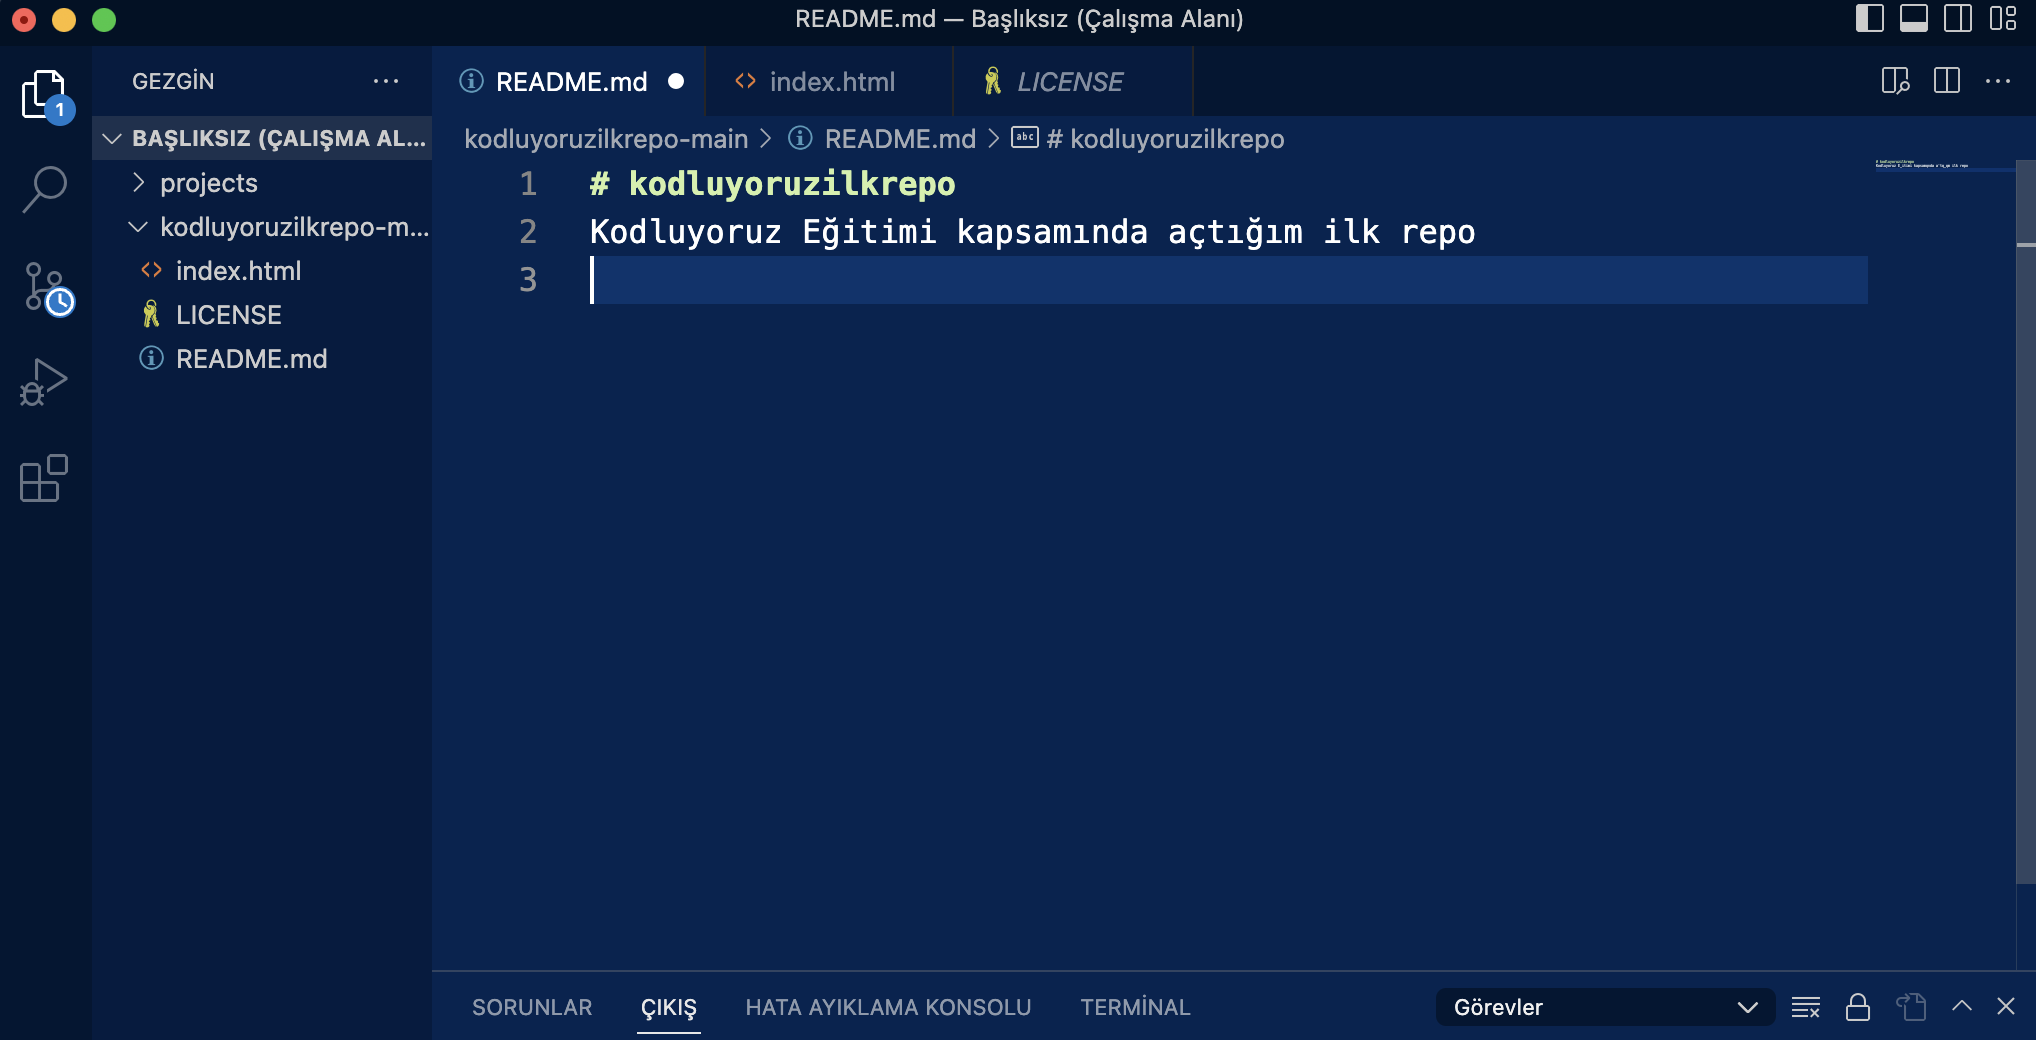 README.md — Başlıksız (Çalışma Alanı)
GEZGİN
1
BAŞLIKSIZ (ÇALIŞMA AL...
projects
kodluyoruzilkrepo-m...
index.html
LICENSE
README.md
README.md
index.html
LICENSE
kodluyoruzilkrepo-main > README.md > abc # kodluyoruzilkrepo
1 # kodluyoruzilkrepo
2 Kodluyoruz Eğitimi kapsamında açtığım ilk repo
3
SORUNLAR ÇIKIŞ HATA AYIKLAMA KONSOLU TERMİNAL Görevler